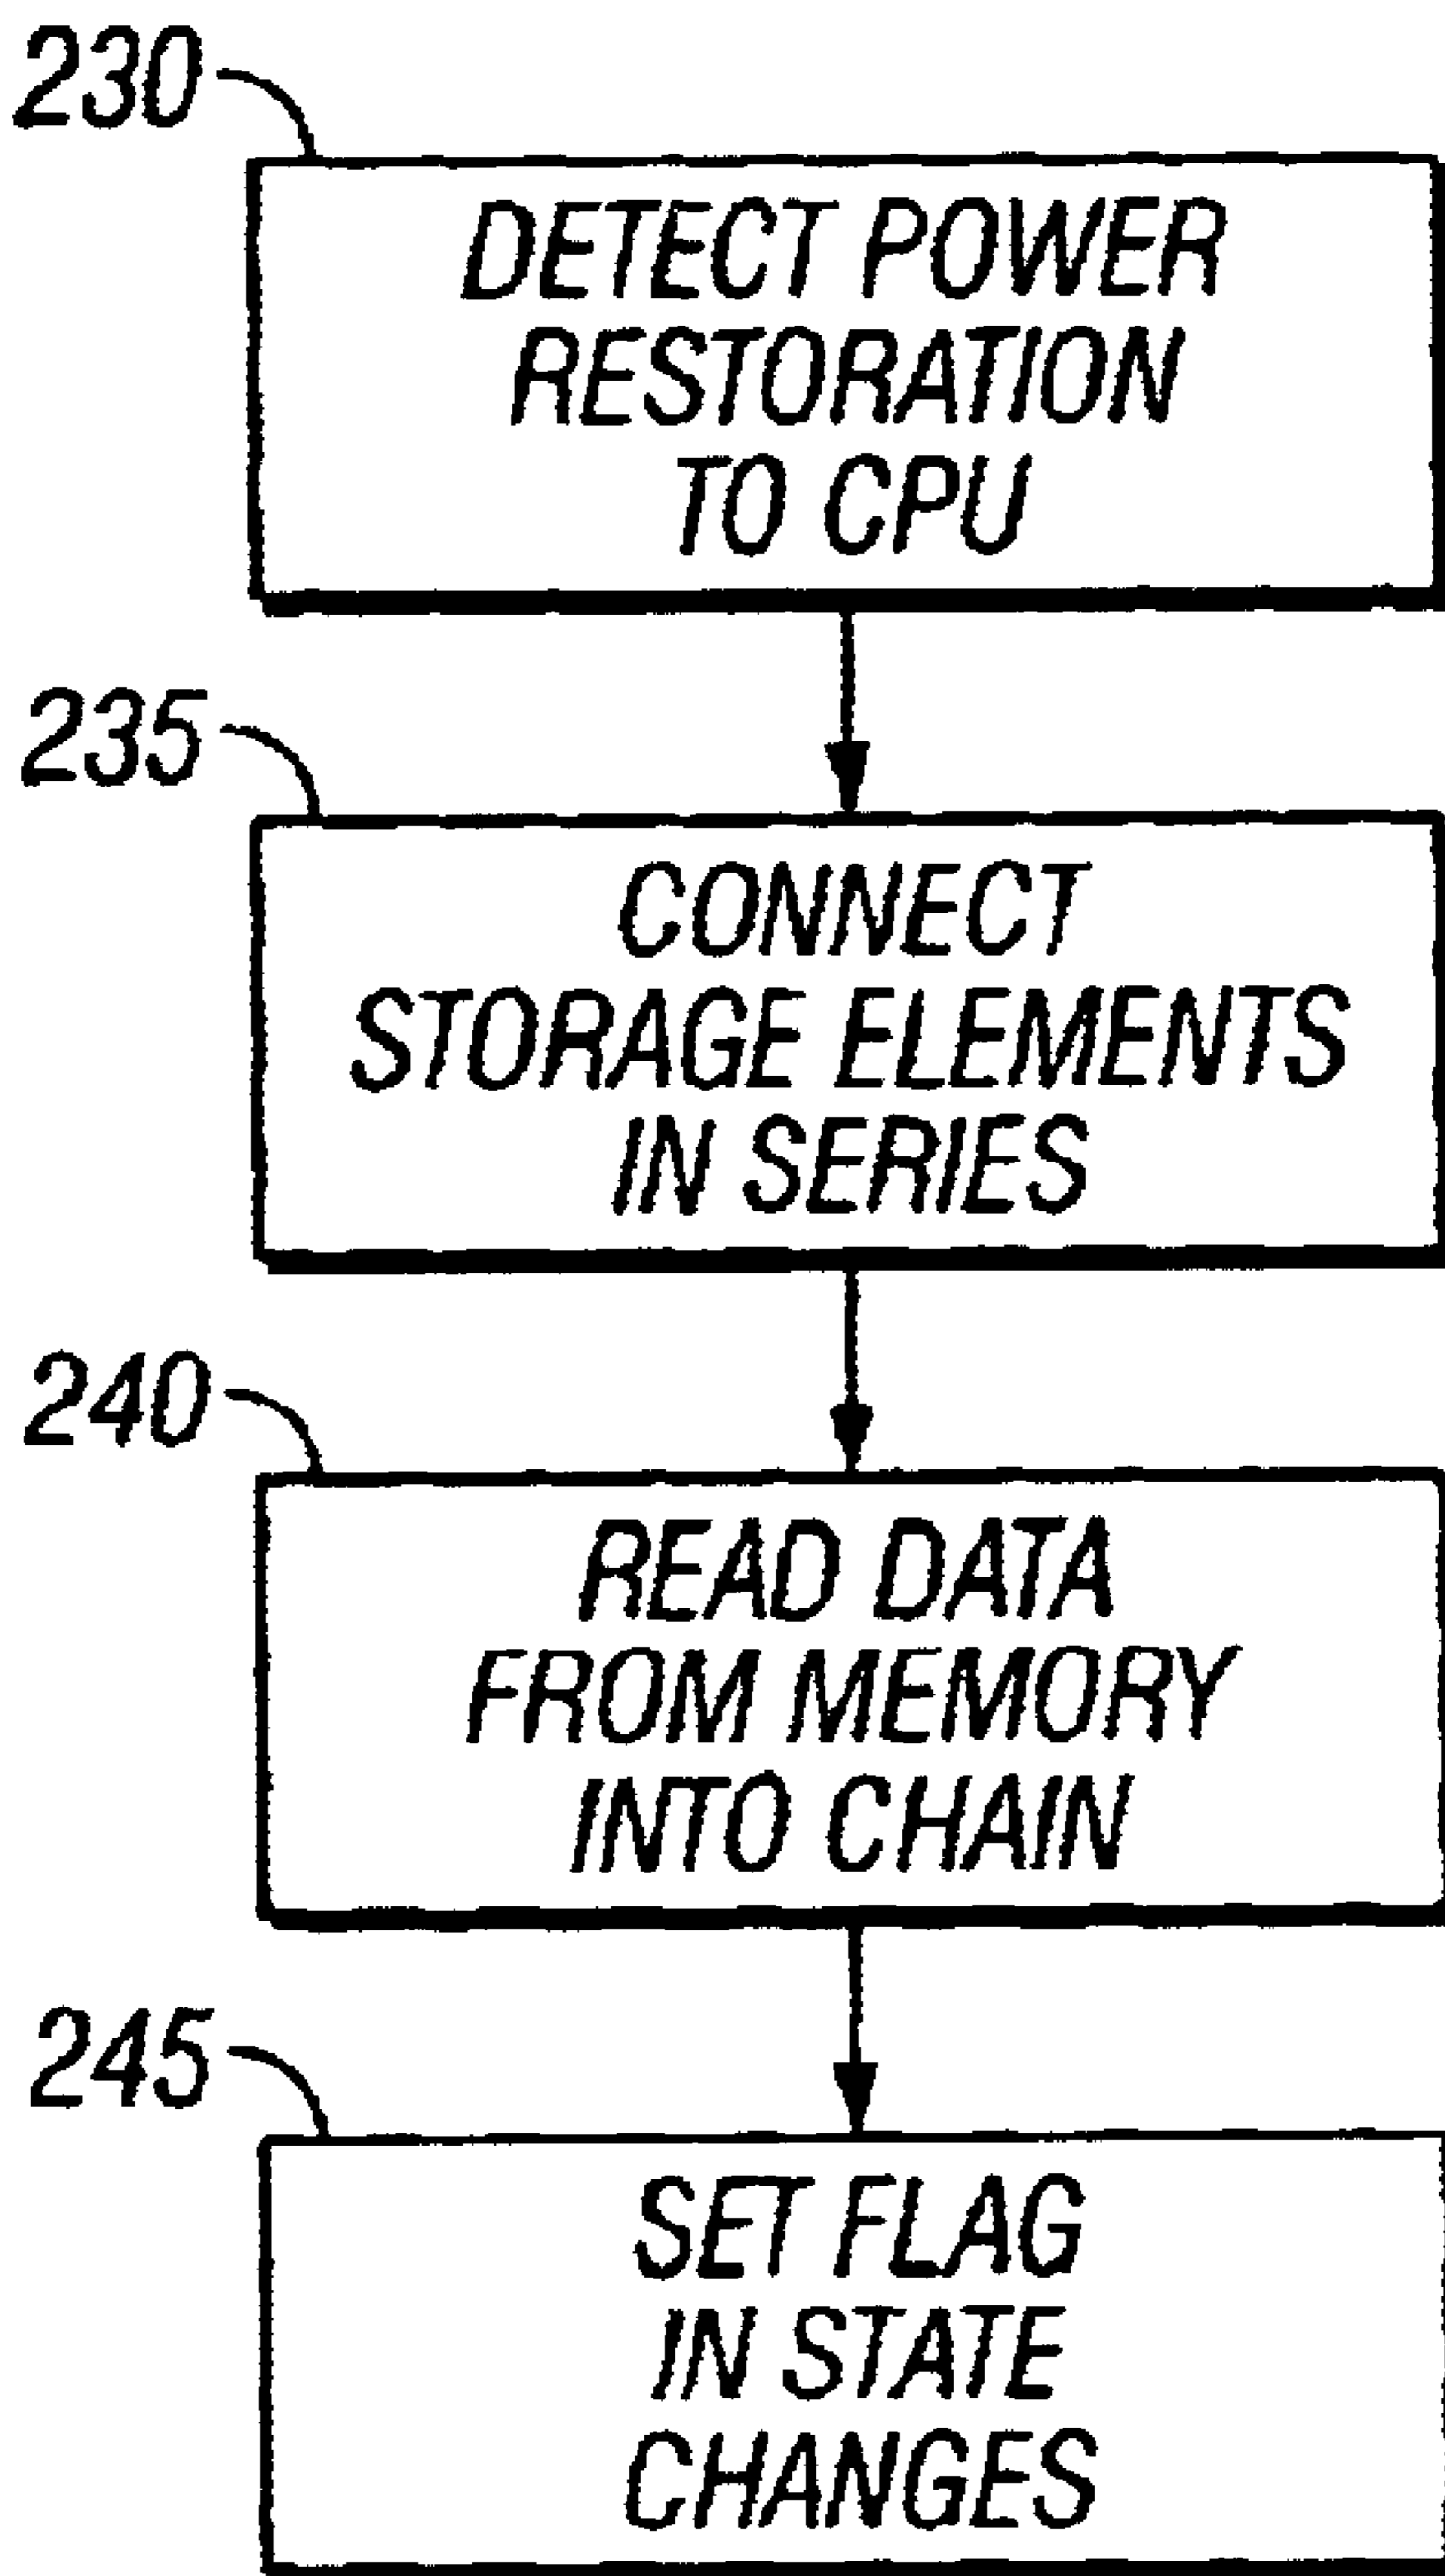 230
DETECT POWER
RESTORATION
TO CPU
235
CONNECT
STORAGE ELEMENTS
IN SERIES
240
READ DATA
FROM MEMORY
INTO CHAIN
245
SET FLAG
IN STATE
CHANGES